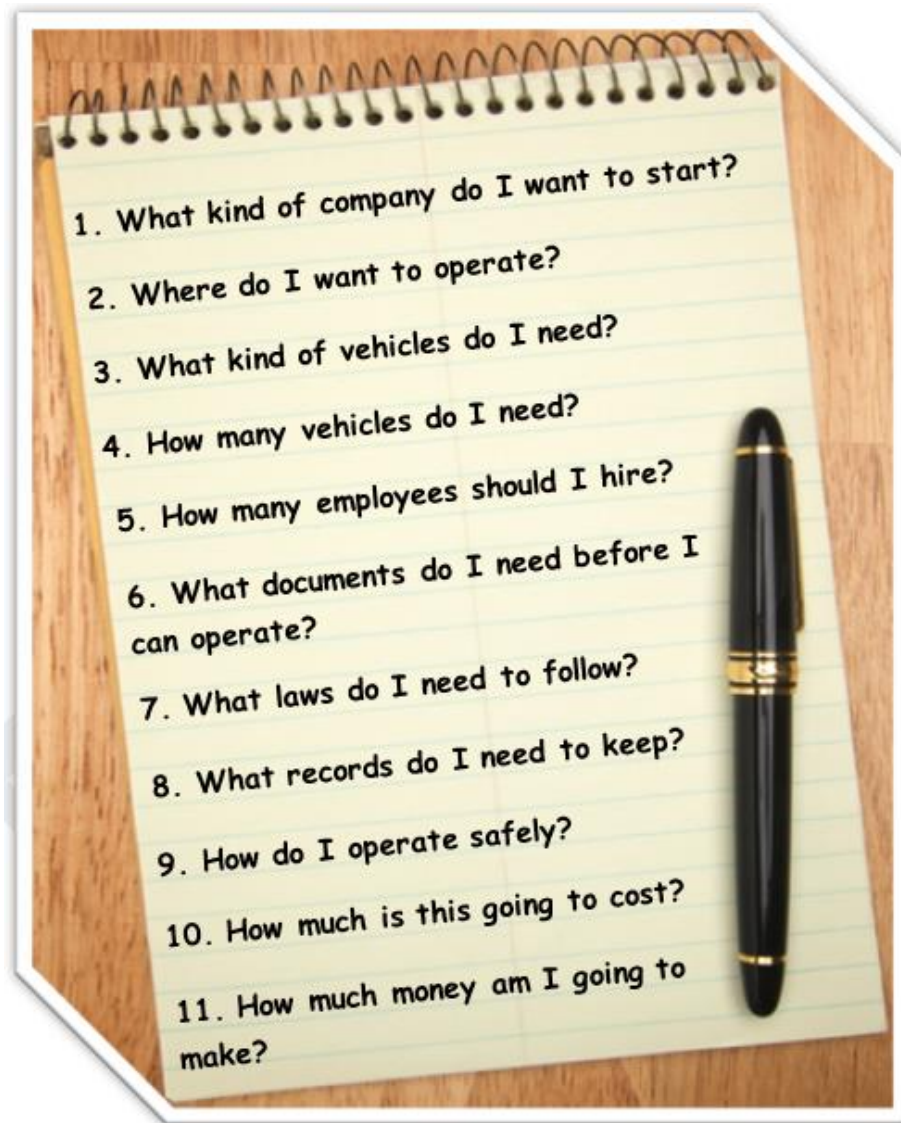 1. What kind of company do I want to start?
2. Where do I want to operate?
3. What kind of vehicles do I need?
4. How many vehicles do I need?
5. How many employees should I hire?
6. What documents do I need before I
can operate?
7. What laws do I need to follow?
8. What records do I need to keep?
9. How do I operate safely?
10. How much is this going to cost?
11. How much money am I going to
make?